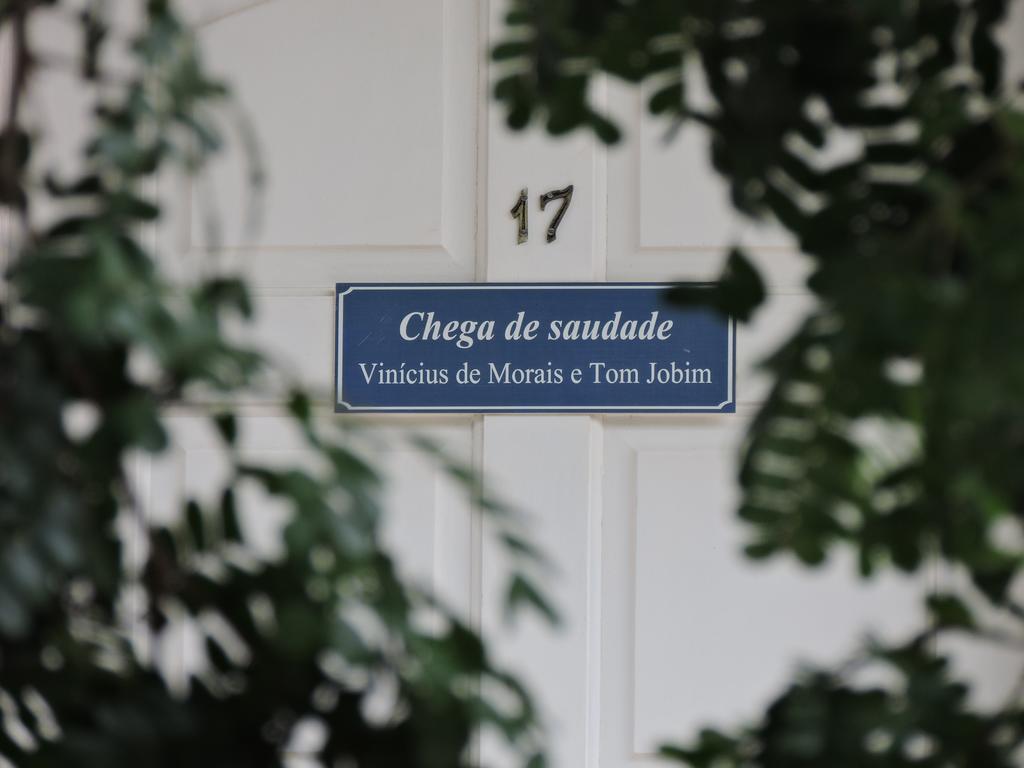 17
Chega de saudade
Vinícius de Morais e Tom Jobim